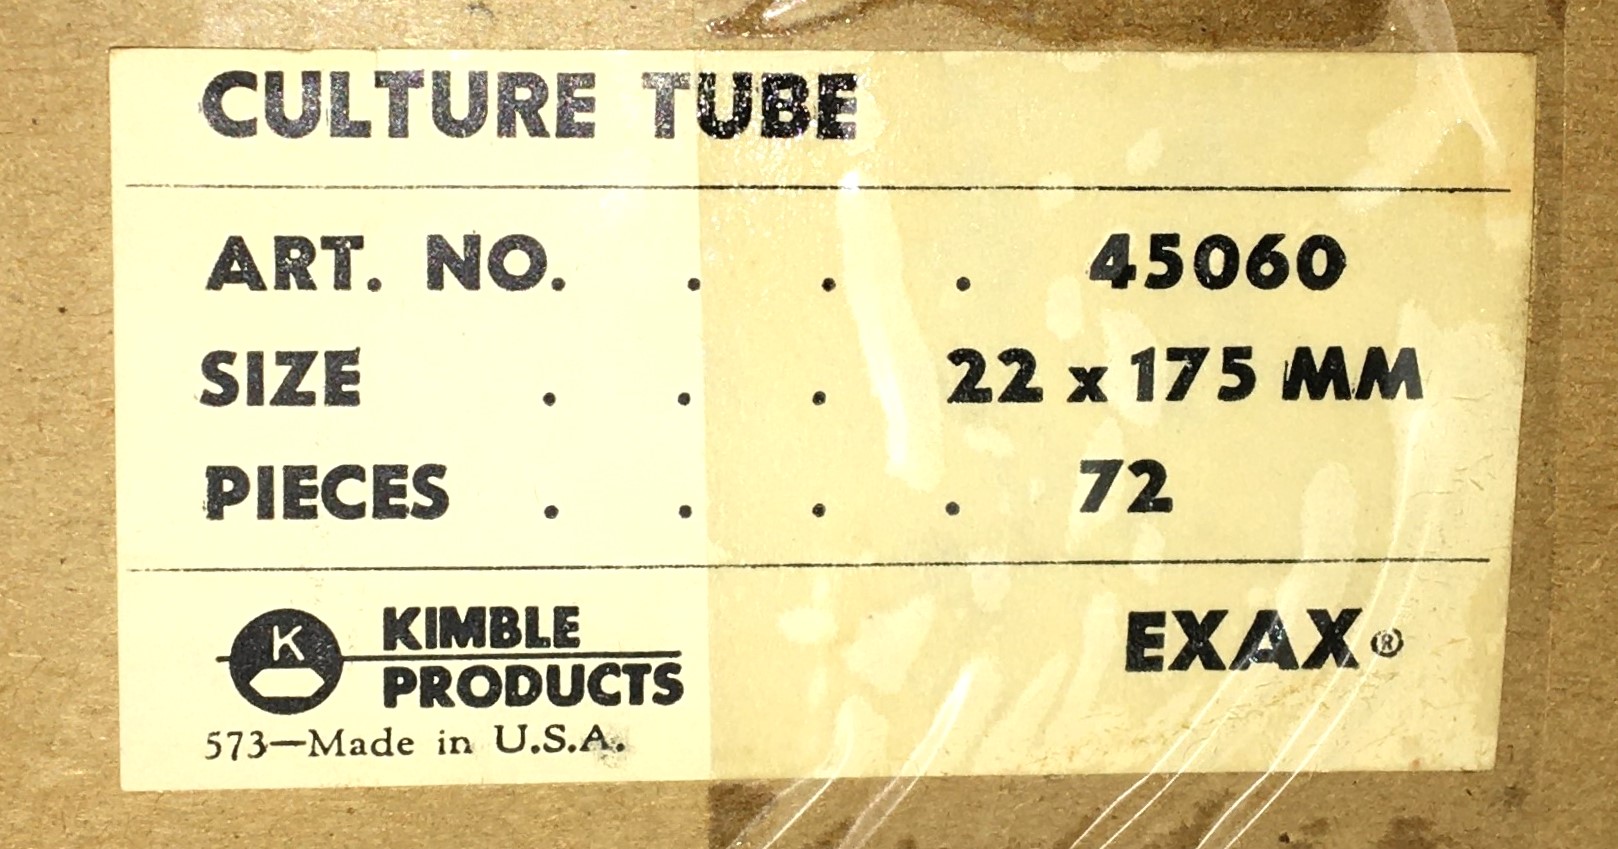 CULTURE TUBE
ART. NO. . . . 45060
SIZE . . . 22 x 175 MM
PIECES . . . . 72
K KIMBLE
PRODUCTS
EXAX®
573—Made in U.S.A.